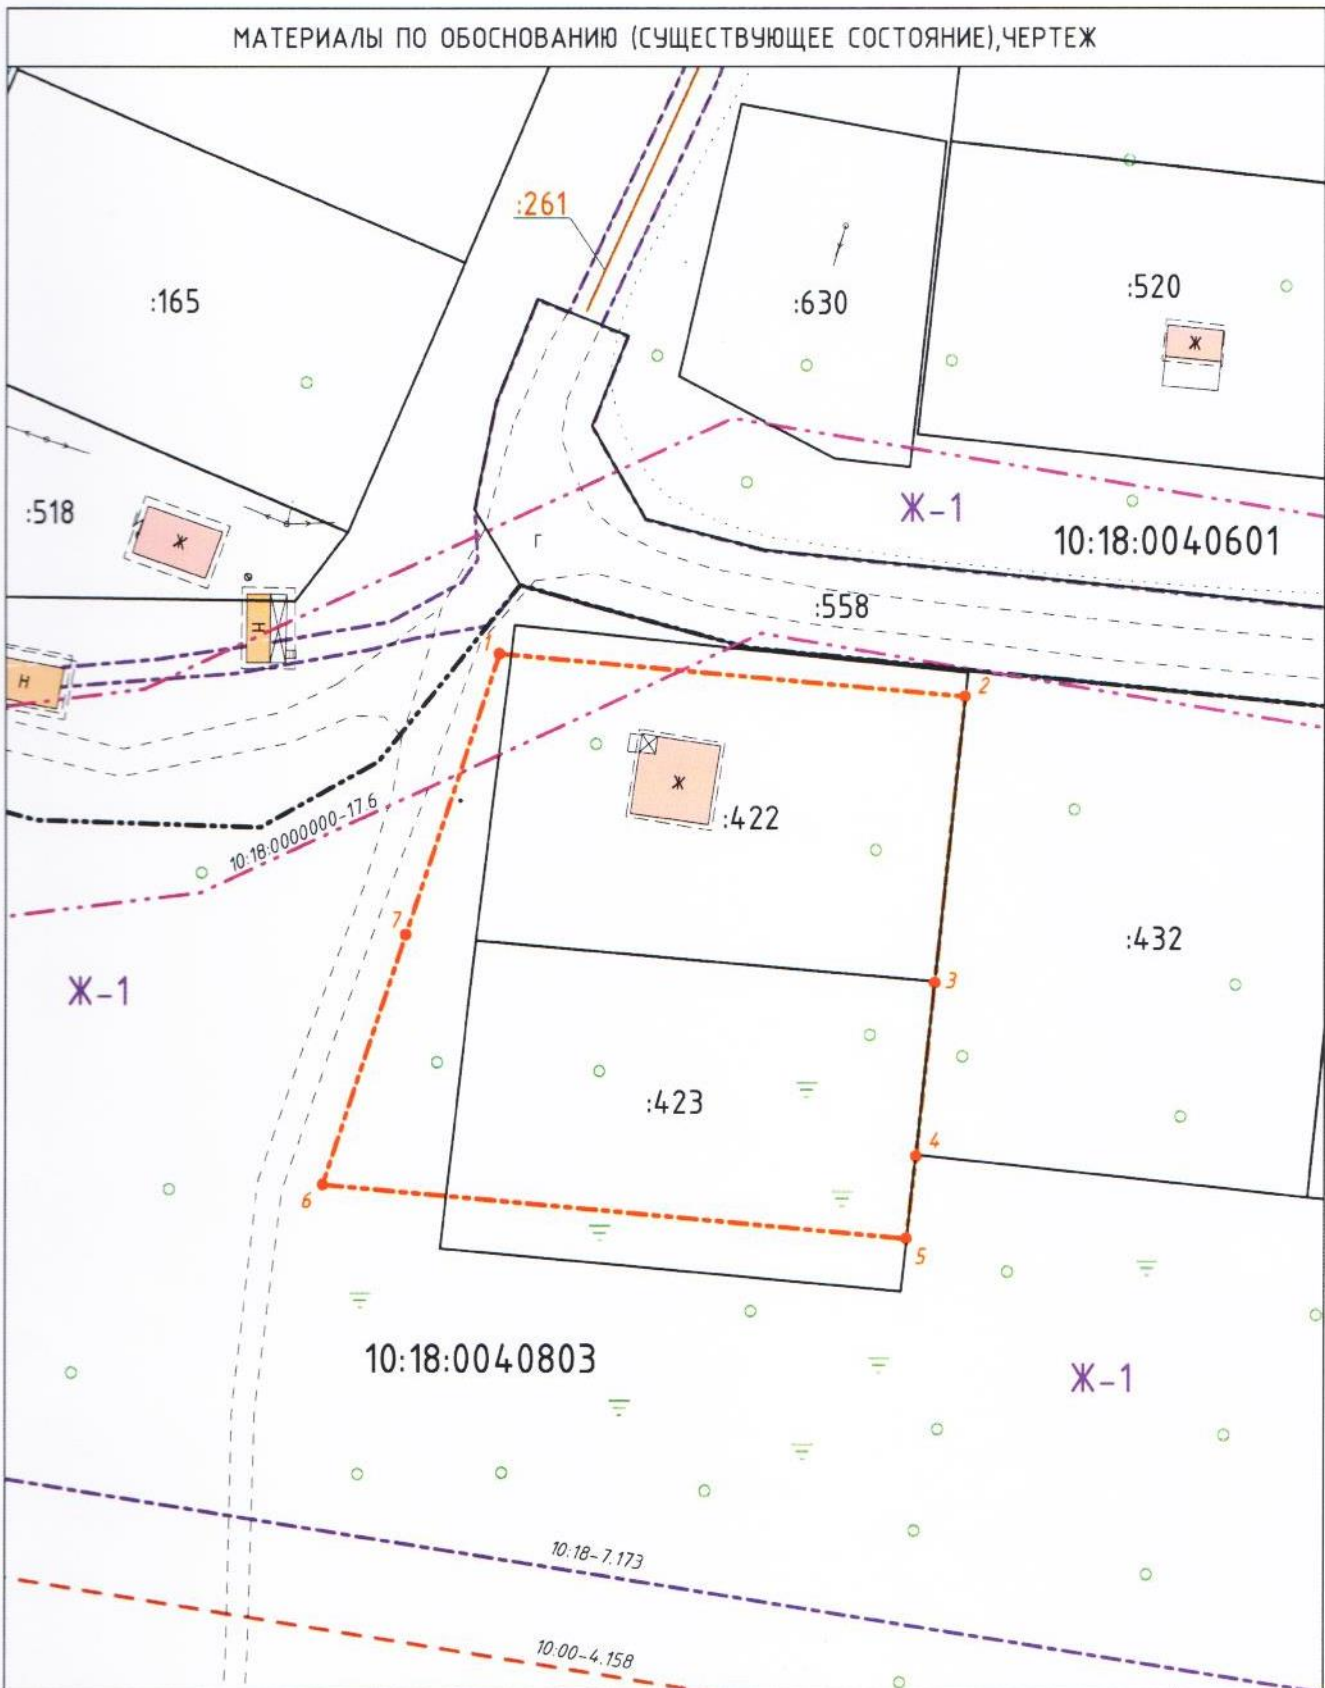 МАТЕРИАЛЫ ПО ОБОСНОВАНИЮ (СУЩЕСТВУЮЩЕЕ СОСТОЯНИЕ),ЧЕРТЕЖ
:261
:165
:630
:520
Ж
:518
Ж
Ж-1
Г
10:18:0040601
:558
Н
1
Н
2
Ж
:422
10:18:0000000-17.6
7
:432
Ж-1
3
:423
4
6
5
10:18:0040803
Ж-1
10:18-7.173
10:00-4.158